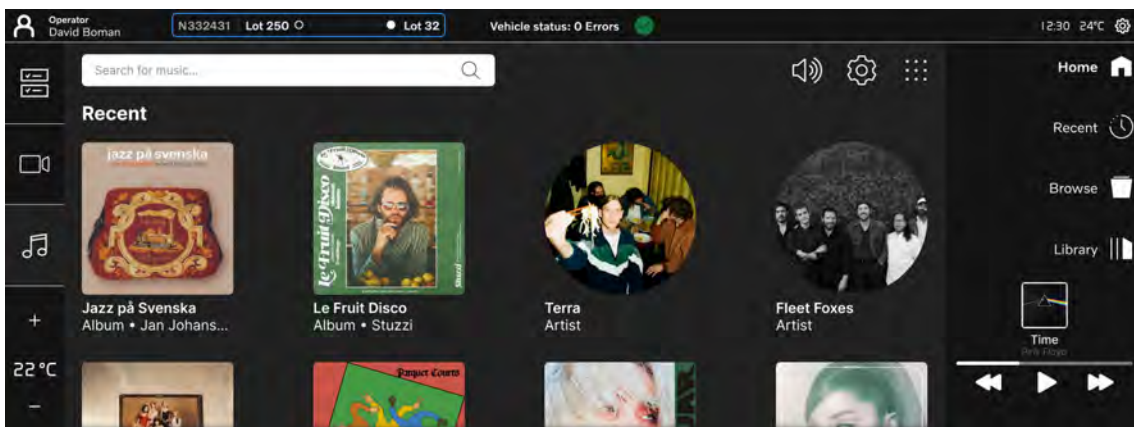 Operator
David Boman
N332431 Lot 250 Lot 32
Vehicle status: 0 Errors
12:30 24°C
Search for music...
Home
Recent
Recent
jazz på svenska
Le Fruit Disco
Stuzzi
Browse
Library
Jazz på Svenska
Album • Jan Johans...
Le Fruit Disco
Album • Stuzzi
Terra
Artist
Fleet Foxes
Artist
+
22°C
−
Time
Pink Floyd
Parquet Courts